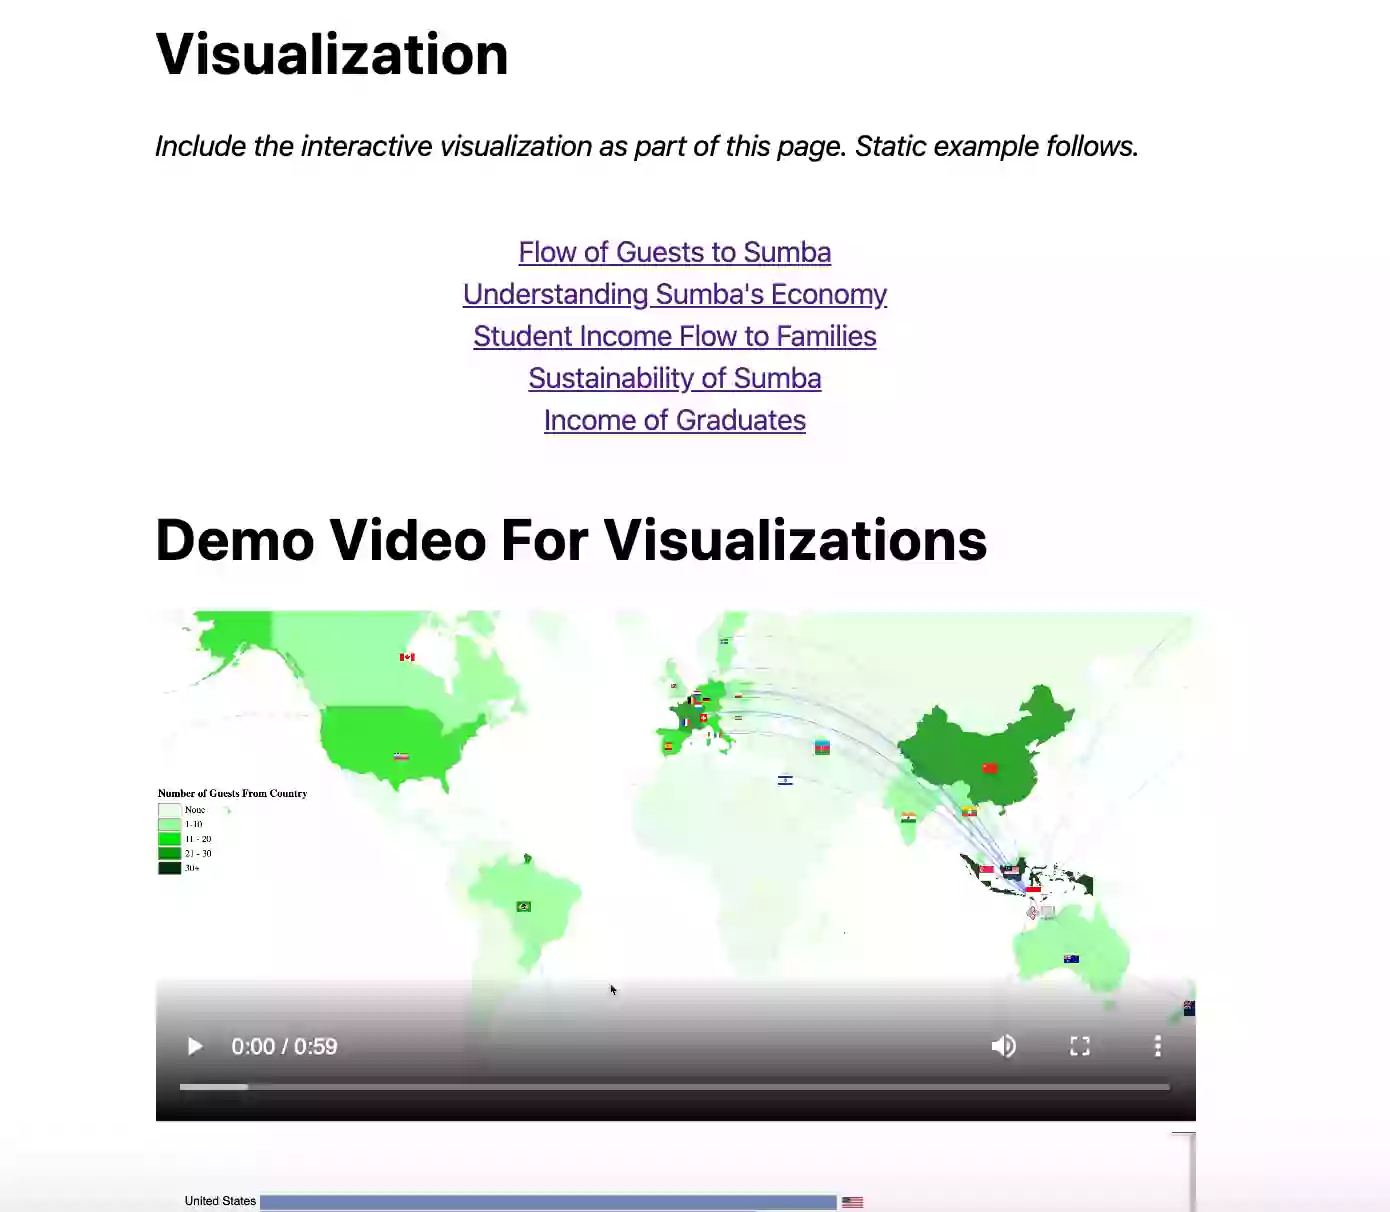 Visualization
Include the interactive visualization as part of this page. Static example follows.
Flow of Guests to Sumba
Understanding Sumba's Economy
Student Income Flow to Families
Sustainability of Sumba
Income of Graduates
Demo Video For Visualizations
Number of Guests From Country
None
1-10
11 - 20
21 - 30
30+
0:00 / 0:59
United States